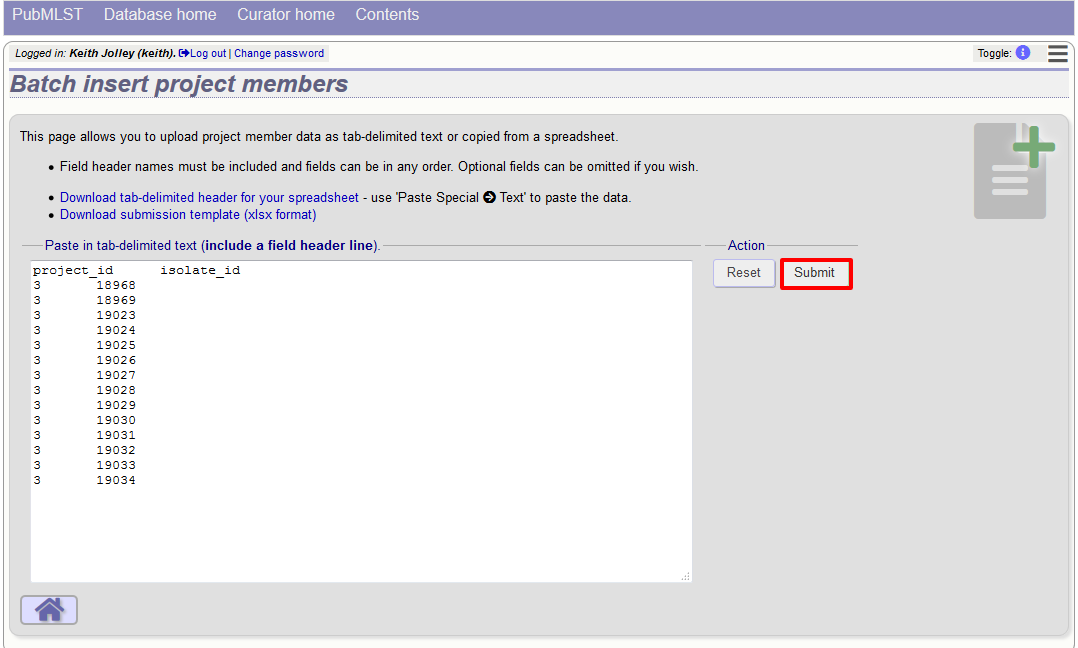 PubMLST Database home Curator home Contents
Logged in: Keith Jolley (keith). Log out | Change password
Toggle: i
Batch insert project members
This page allows you to upload project member data as tab-delimited text or copied from a spreadsheet.
• Field header names must be included and fields can be in any order. Optional fields can be omitted if you wish.
• Download tab-delimited header for your spreadsheet - use 'Paste Special ➔ Text' to paste the data.
• Download submission template (xlsx format)
Paste in tab-delimited text (include a field header line).
Action
Reset Submit
project_id isolate_id
3 18968
3 18969
3 19023
3 19024
3 19025
3 19026
3 19027
3 19028
3 19029
3 19030
3 19031
3 19032
3 19033
3 19034